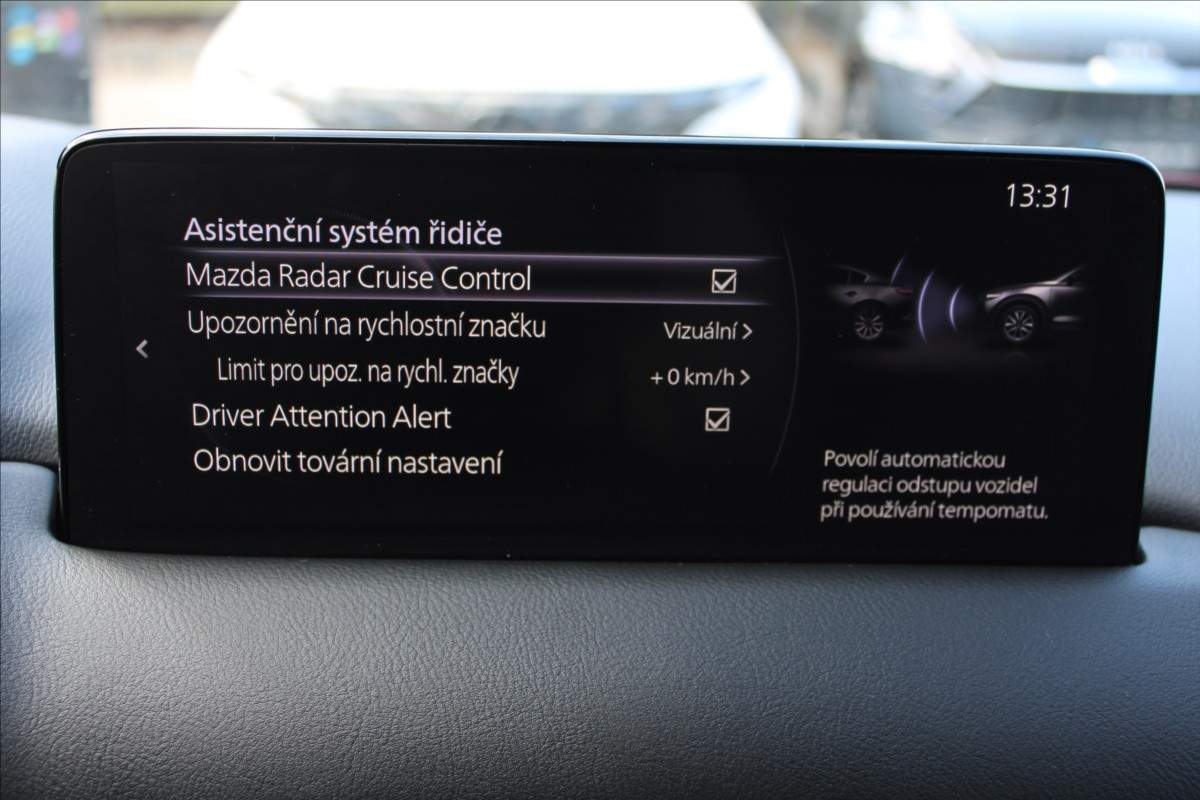 13:31
Asistenční systém řidiče
Mazda Radar Cruise Control
Upozornění na rychlostní značku Vizuální >
Limit pro upoz. na rychl. značky +0 km/h >
Driver Attention Alert
Obnovit tovární nastavení
Povolí automatickou
regulaci odstupu vozidel
při používání tempomatu.